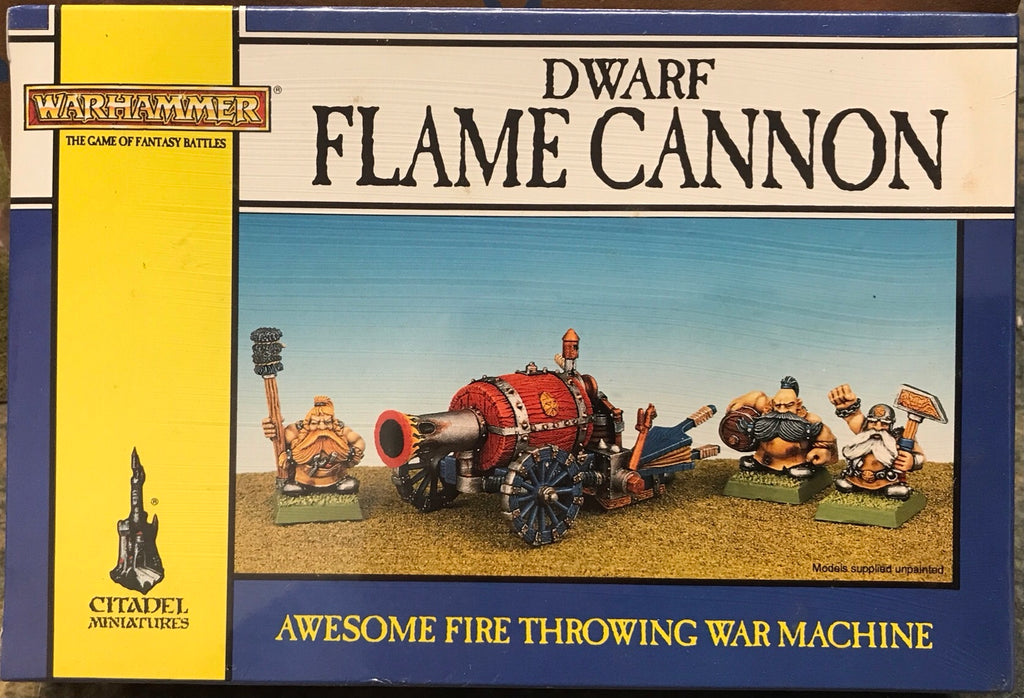 DWARF
FLAME CANNON
WARHAMMER®
THE GAME OF FANTASY BATTLES
Models supplied unpainted
®
CITADEL
MINIATURES
AWESOME FIRE THROWING WAR MACHINE